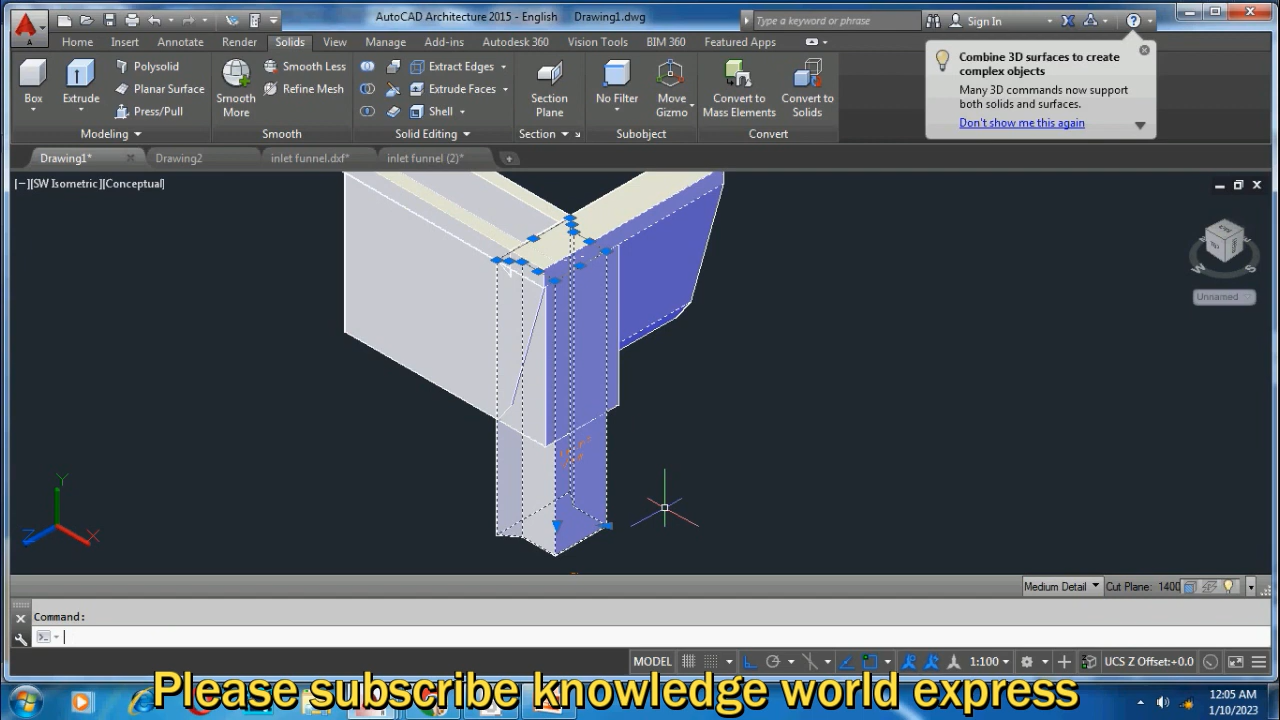 AutoCAD Architecture 2015 - English Drawing1.dwg
Type a keyword or phrase
Sign In
Home Insert Annotate Render Solids View Manage Add-ins Autodesk 360 Vision Tools BIM 360 Featured Apps
Box
Extrude
Polysolid
Planar Surface
Press/Pull
Modeling
Smooth More
Smooth Less
Refine Mesh
Smooth
Extract Edges
Extrude Faces
Shell
Solid Editing
Section Plane
Section
No Filter
Move Gizmo
Subobject
Convert to Mass Elements
Convert to Solids
Convert
Combine 3D surfaces to create
complex objects
Many 3D commands now support
both solids and surfaces.
Don't show me this again
Drawing1* Drawing2 inlet funnel.dxf* inlet funnel (2)*
[−][SW Isometric][Conceptual]
W S
Unnamed
Y
Z X
Medium Detail Cut Plane: 1400
Command:
MODEL 1:100 UCS Z Offset:+0.0
Please subscribe knowledge world express
12:05 AM
1/10/2023